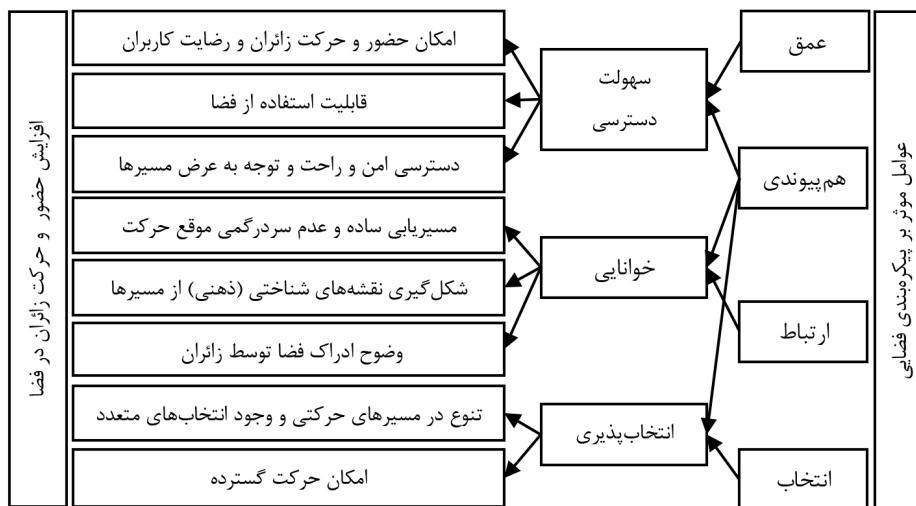 عوامل موثر بر پیکره‌بندی فضایی
عمق
هم‌پیوندی
ارتباط
انتخاب
سهولت
دسترسی
خوانایی
انتخاب‌پذیری
امکان حضور و حرکت زائران و رضایت کاربران
قابلیت استفاده از فضا
دسترسی امن و راحت و توجه به عرض مسیرها
مسیریابی ساده و عدم سردرگمی موقع حرکت
شکل‌گیری نقشه‌های شناختی (ذهنی) از مسیرها
وضوح ادراک فضا توسط زائران
تنوع در مسیرهای حرکتی و وجود انتخاب‌های متعدد
امکان حرکت گسترده
افزایش حضور و حرکت زائران در فضا